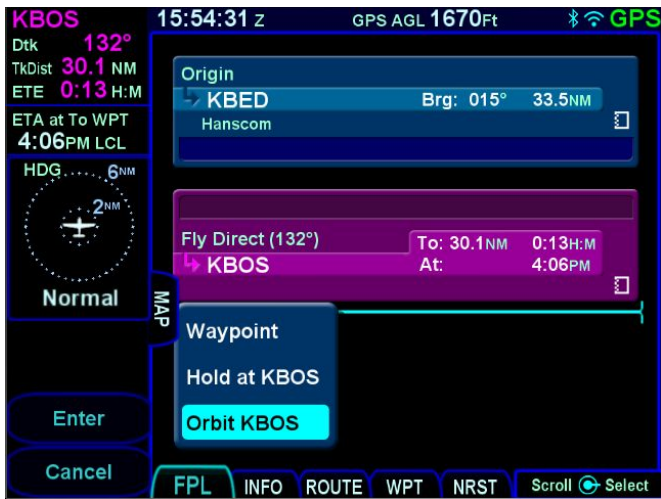 KBOS
15:54:31 Z
GPS AGL 1670Ft
GPS
Dtk 132°
TkDist 30.1 NM
ETE 0:13 H:M
ETA at To WPT
4:06PM LCL
HDG
6NM
2NM
Normal
Enter
Cancel
MAP
Origin
KBED Brg: 015° 33.5NM
Hanscom
Fly Direct (132°) To: 30.1NM 0:13H:M
KBOS At: 4:06PM
Waypoint
Hold at KBOS
Orbit KBOS
FPL INFO ROUTE WPT NRST Scroll Select